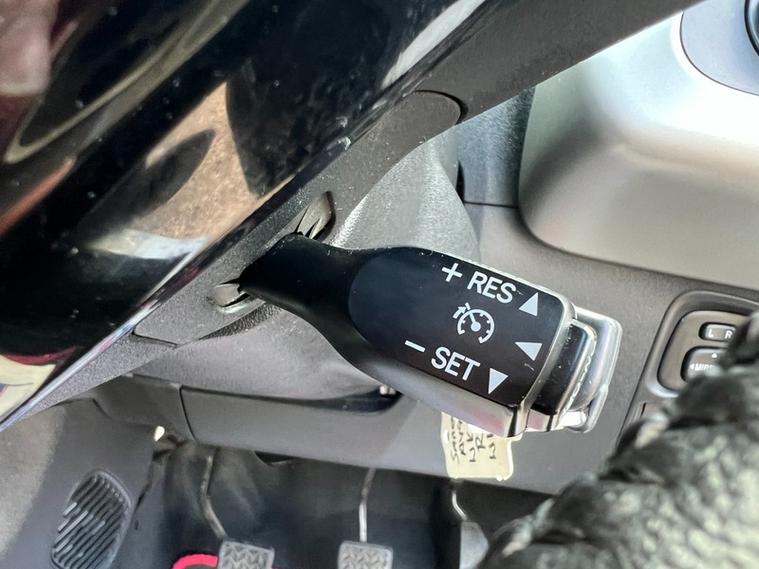 + RES
− SET